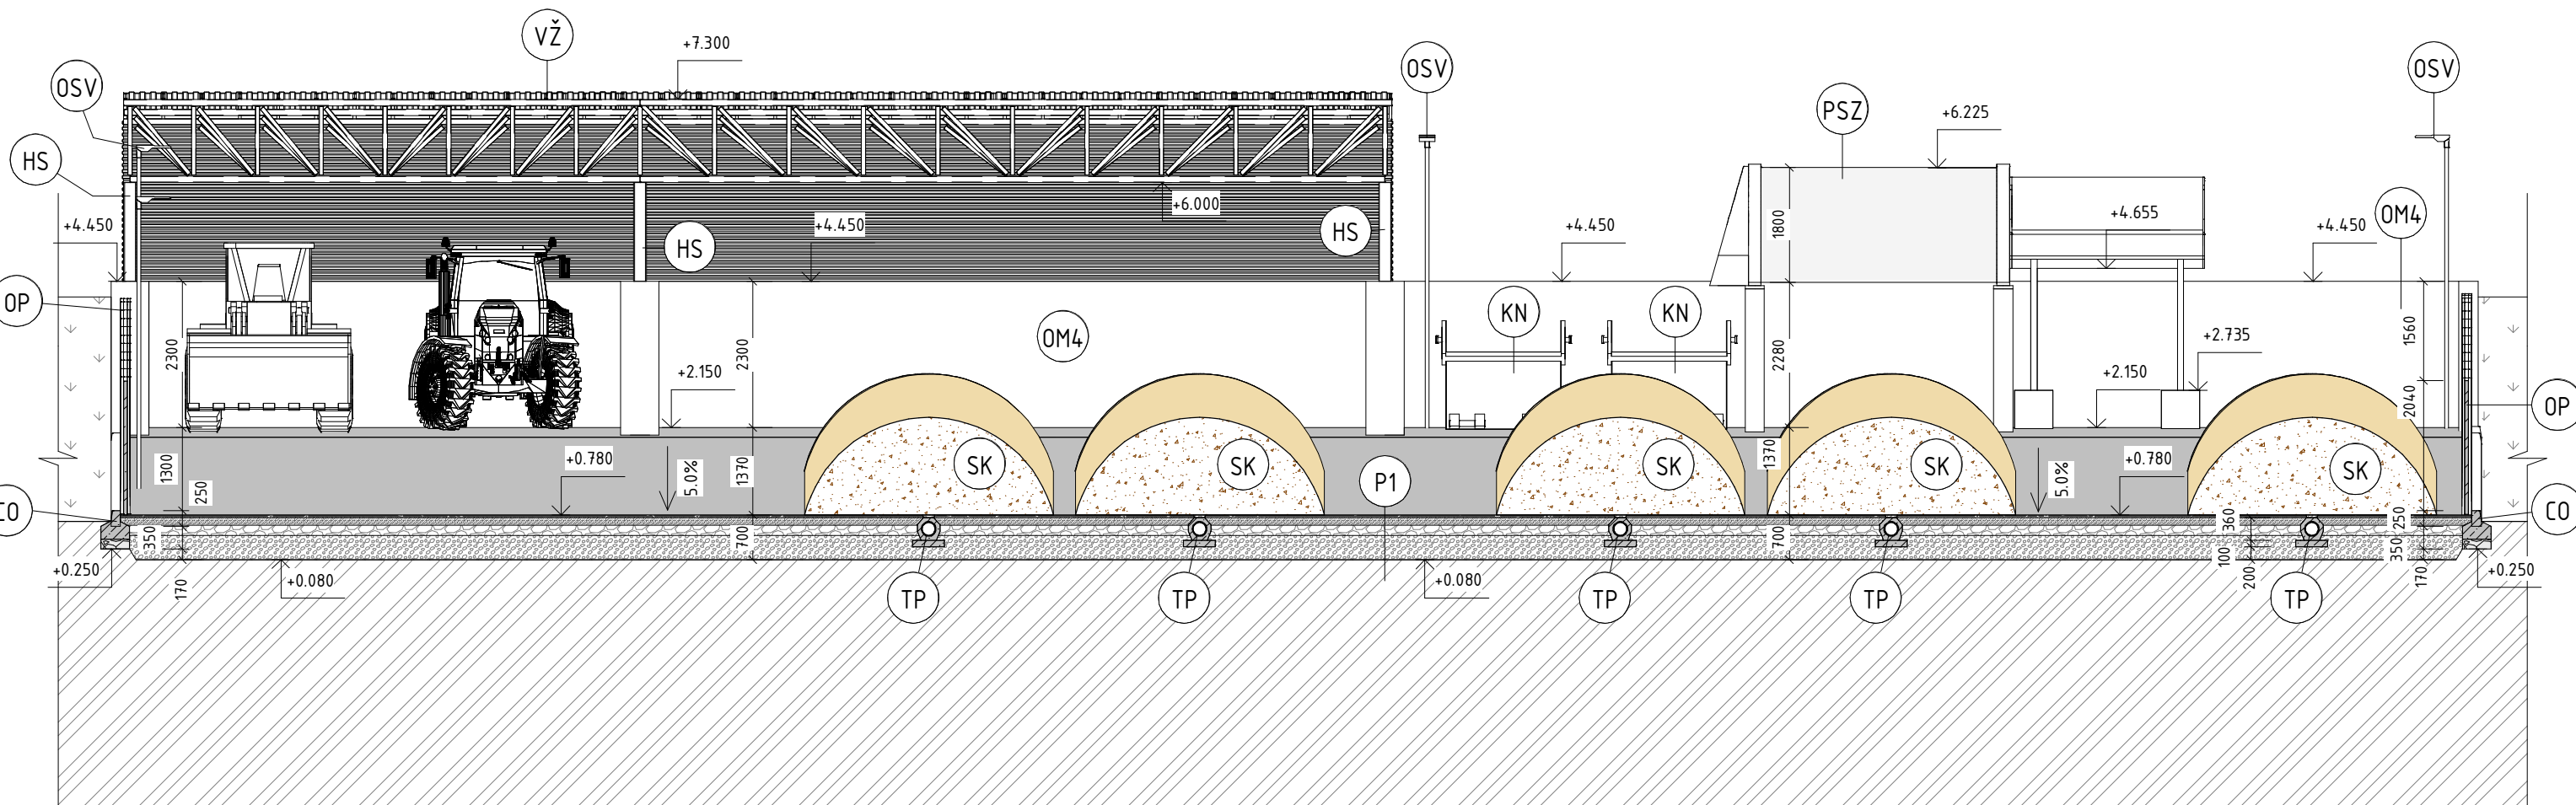 VŽ
+7.300
OSV
OSV
OSV
PSZ
+6.225
HS
+4.450
+4.450
+6.000
HS
HS
+4.450
1800
+4.655
OM4
+4.450
OP
2300
2300
OM4
KN
KN
2280
+2.735
1560
+2.150
+2.150
2040
OP
1300
250
+0.780
5.0%
1370
SK
SK
P1
SK
1370
SK
5.0%
+0.780
SK
CO
350
700
700
360
250
CO
+0.250
170
+0.080
+0.080
100
200
350
170
+0.250
TP
TP
TP
TP
TP